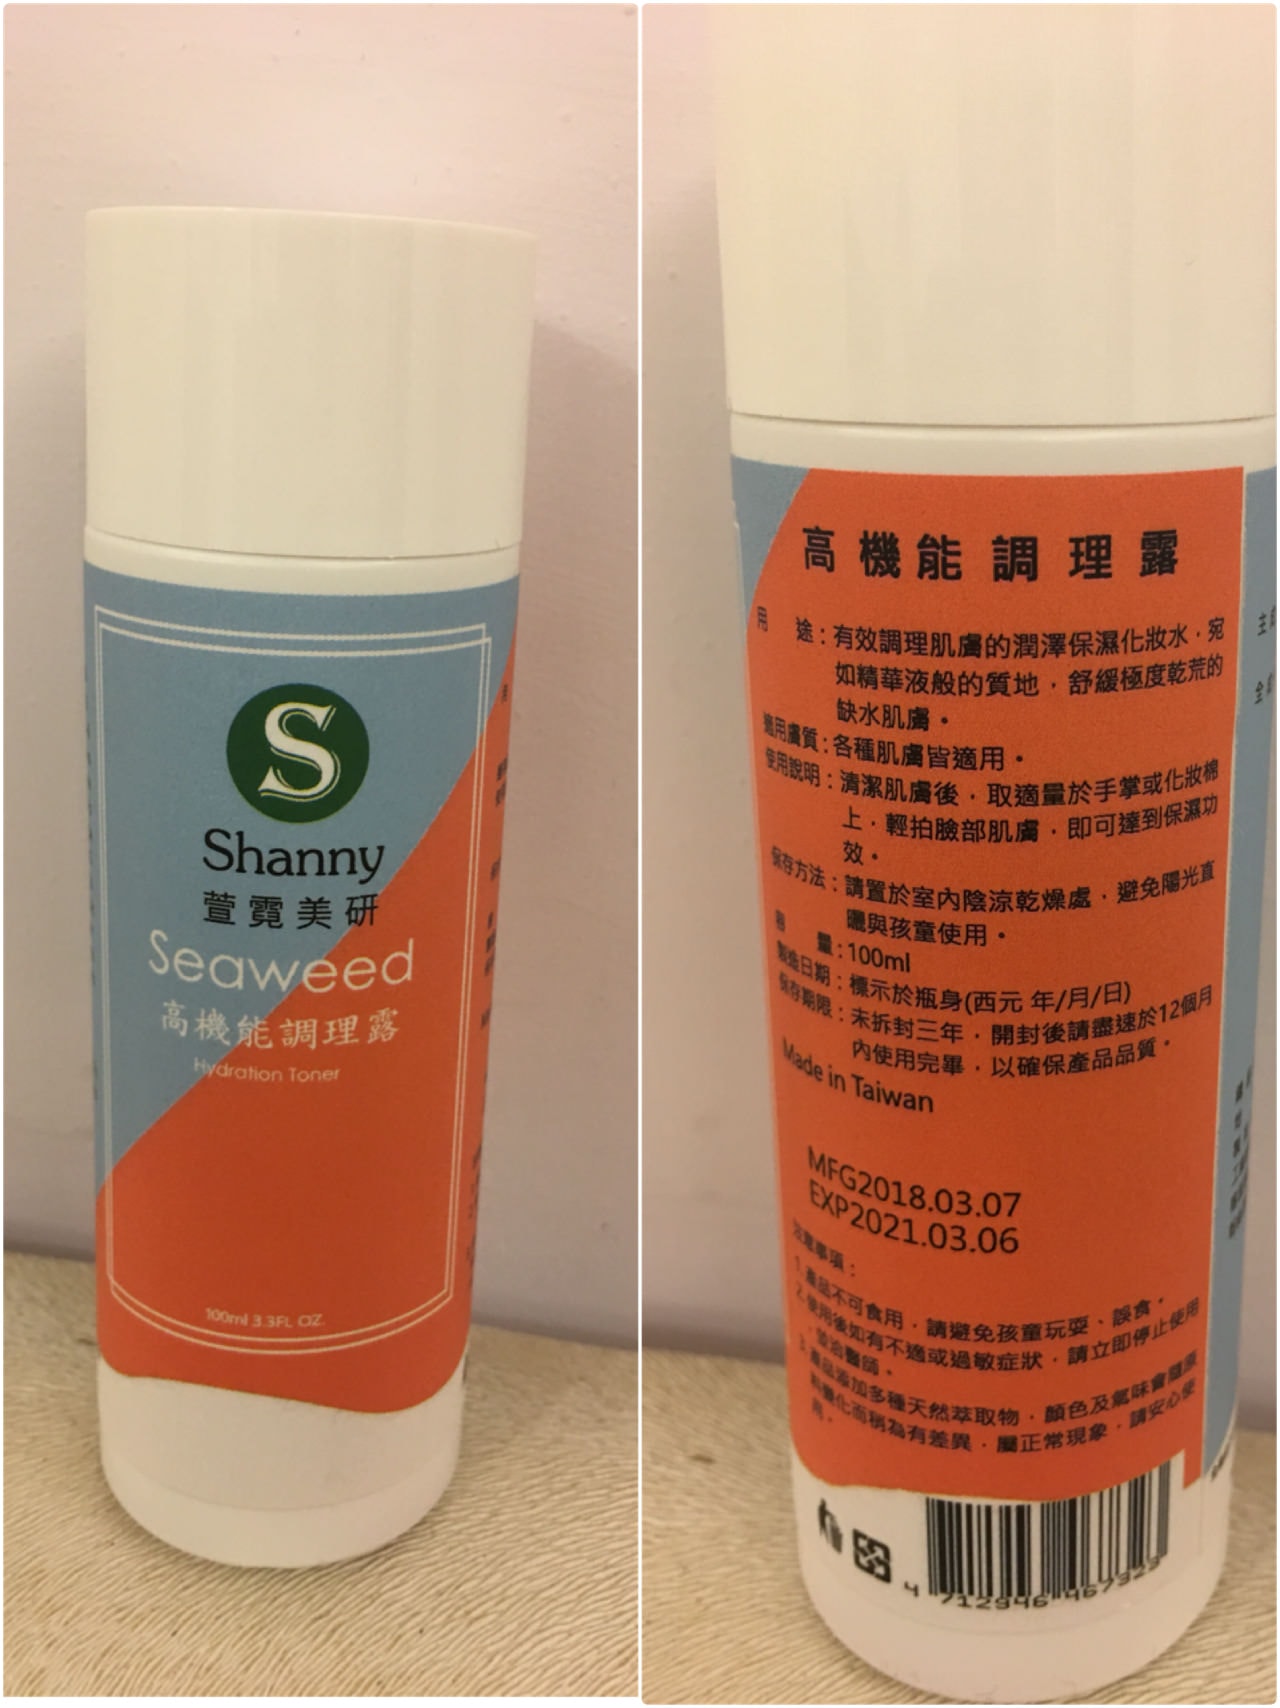 S
Shanny
萱霓美研
Seaweed
高機能調理露
Hydration Toner
100ml 3.3FL OZ.
高機能調理露
用　途：有效調理肌膚的潤澤保濕化妝水，宛
如精華液般的質地，舒緩極度乾荒的
缺水肌膚。
適用膚質：各種肌膚皆適用。
使用說明：清潔肌膚後，取適量於手掌或化妝棉
上，輕拍臉部肌膚，即可達到保濕功
效。
保存方法：請置於室內陰涼乾燥處，避免陽光直
曬與孩童使用。
容　量：100ml
製造日期：標示於瓶身(西元 年/月/日)
保存期限：未拆封三年，開封後請盡速於12個月
內使用完畢，以確保產品品質。
Made in Taiwan
MFG2018.03.07
EXP2021.03.06
注意事項：
1.產品不可食用，請避免孩童玩耍、誤食。
2.使用後如有不適或過敏症狀，請立即停止使用
，並洽醫師。
3.產品添加多種天然萃取物，顏色及氣味會隨原
料變化而稍為有差異，屬正常現象，請安心使
用。
4 712946 467323